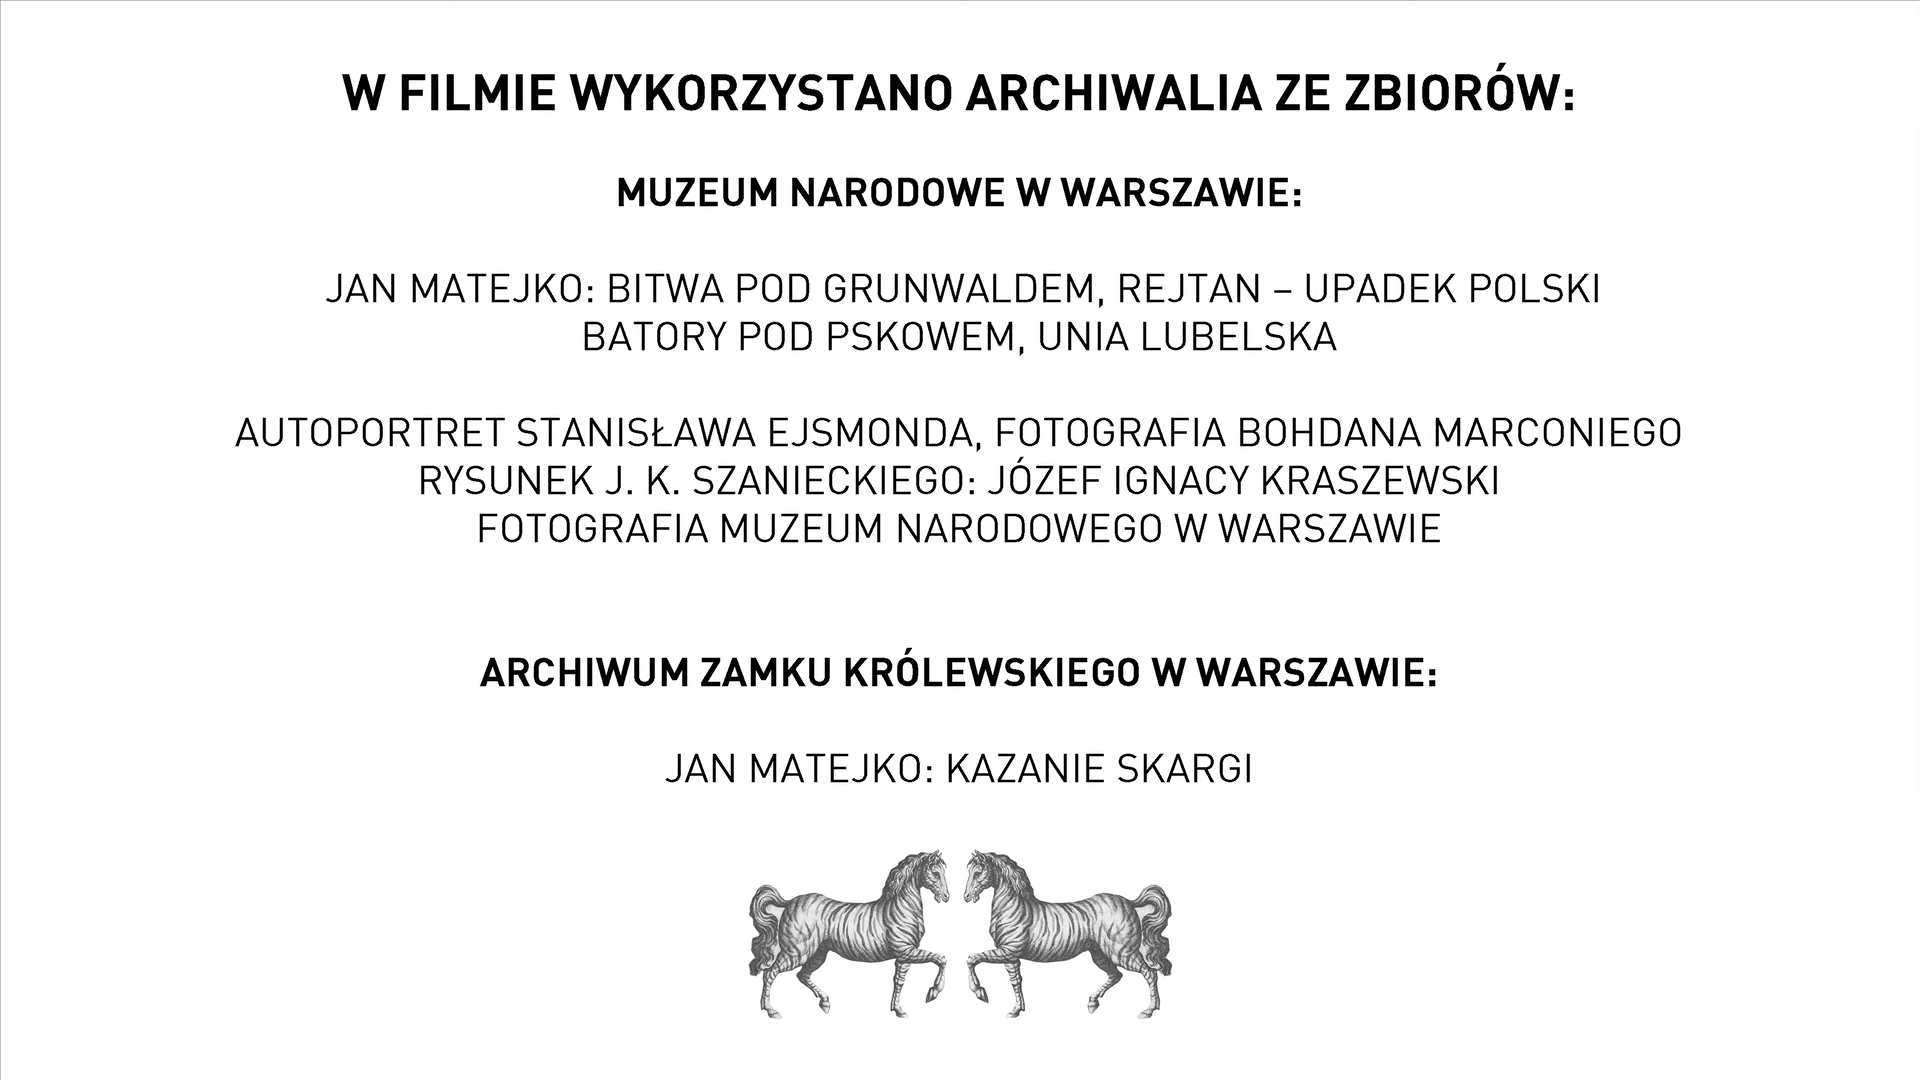 W FILMIE WYKORZYSTANO ARCHIWALIA ZE ZBIORÓW:
MUZEUM NARODOWE W WARSZAWIE:
JAN MATEJKO: BITWA POD GRUNWALDEM, REJTAN – UPADEK POLSKI
BATORY POD PSKOWEM, UNIA LUBELSKA
AUTOPORTRET STANISŁAWA EJSMONDA, FOTOGRAFIA BOHDANA MARCONIEGO
RYSUNEK J. K. SZANIECKIEGO: JÓZEF IGNACY KRASZEWSKI
FOTOGRAFIA MUZEUM NARODOWEGO W WARSZAWIE
ARCHIWUM ZAMKU KRÓLEWSKIEGO W WARSZAWIE:
JAN MATEJKO: KAZANIE SKARGI